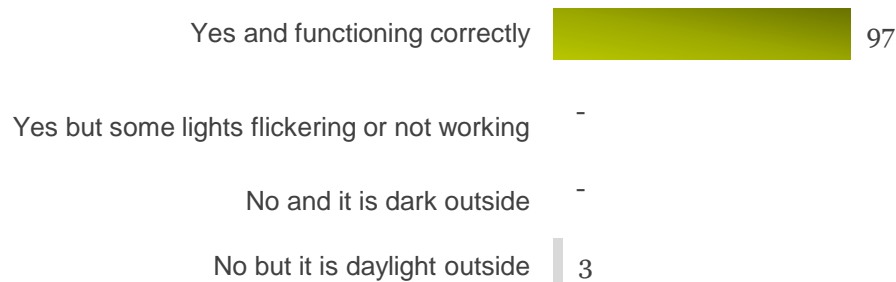 Yes and functioning correctly 97
Yes but some lights flickering or not working -
No and it is dark outside -
No but it is daylight outside 3